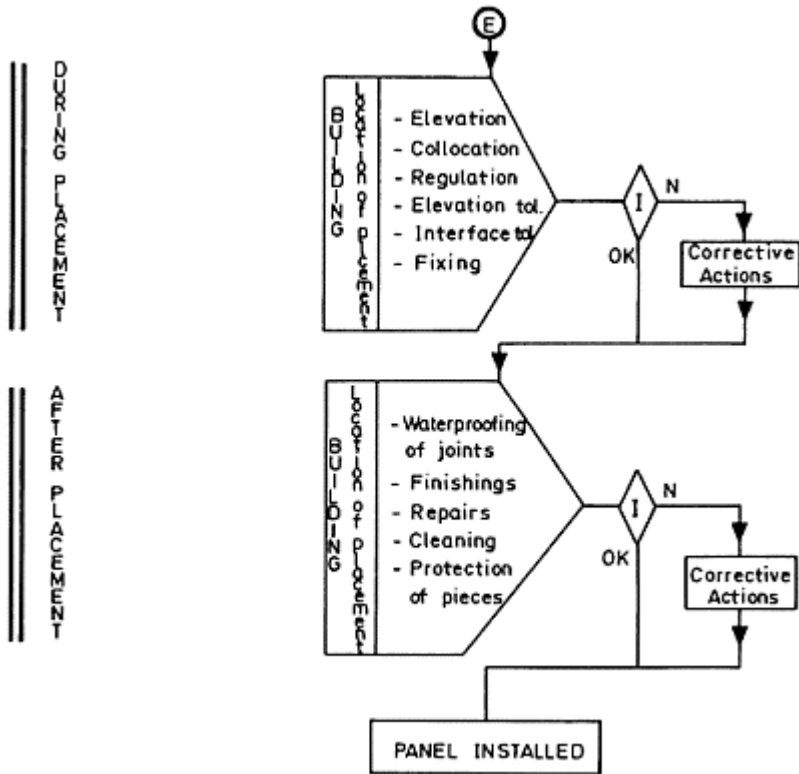 E
DURING PLACEMENT
BUILDING
Location of placement
- Elevation
- Collocation
- Regulation
- Elevation tol.
- Interface tol
- Fixing
I
N
OK
Corrective
Actions
AFTER PLACEMENT
BUILDING
Location of placement
- Waterproofing
of joints
- Finishings
- Repairs
- Cleaning
- Protection
of pieces
I
N
OK
Corrective
Actions
PANEL INSTALLED